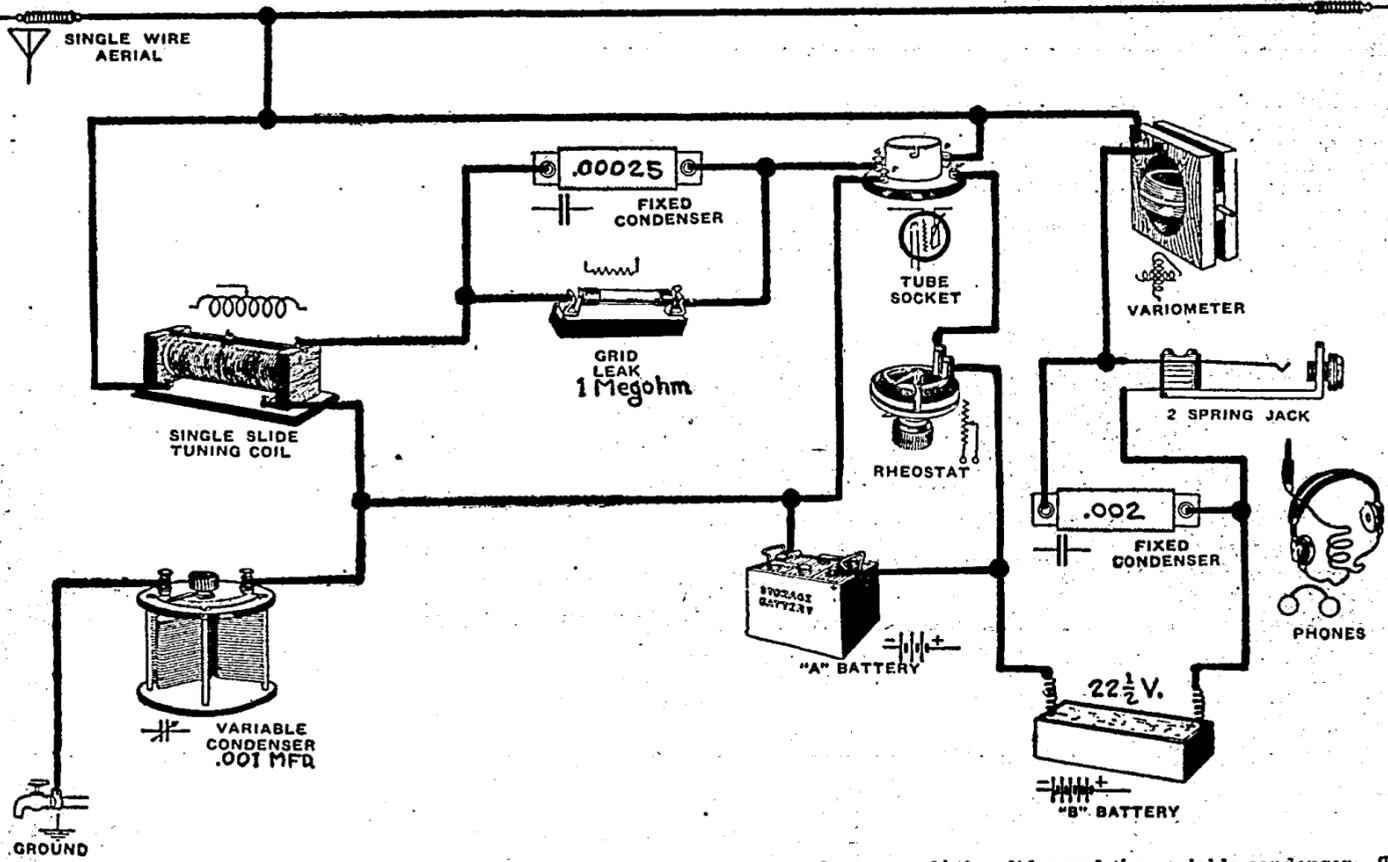 SINGLE WIRE
AERIAL
.00025
FIXED
CONDENSER
TUBE
SOCKET
VARIOMETER
GRID
LEAK
1 Megohm
SINGLE SLIDE
TUNING COIL
RHEOSTAT
2 SPRING JACK
.002
FIXED
CONDENSER
STORAGE
BATTERY
- +
"A" BATTERY
PHONES
22½ V.
VARIABLE
CONDENSER
.001 MFD
- +
"B" BATTERY
GROUND